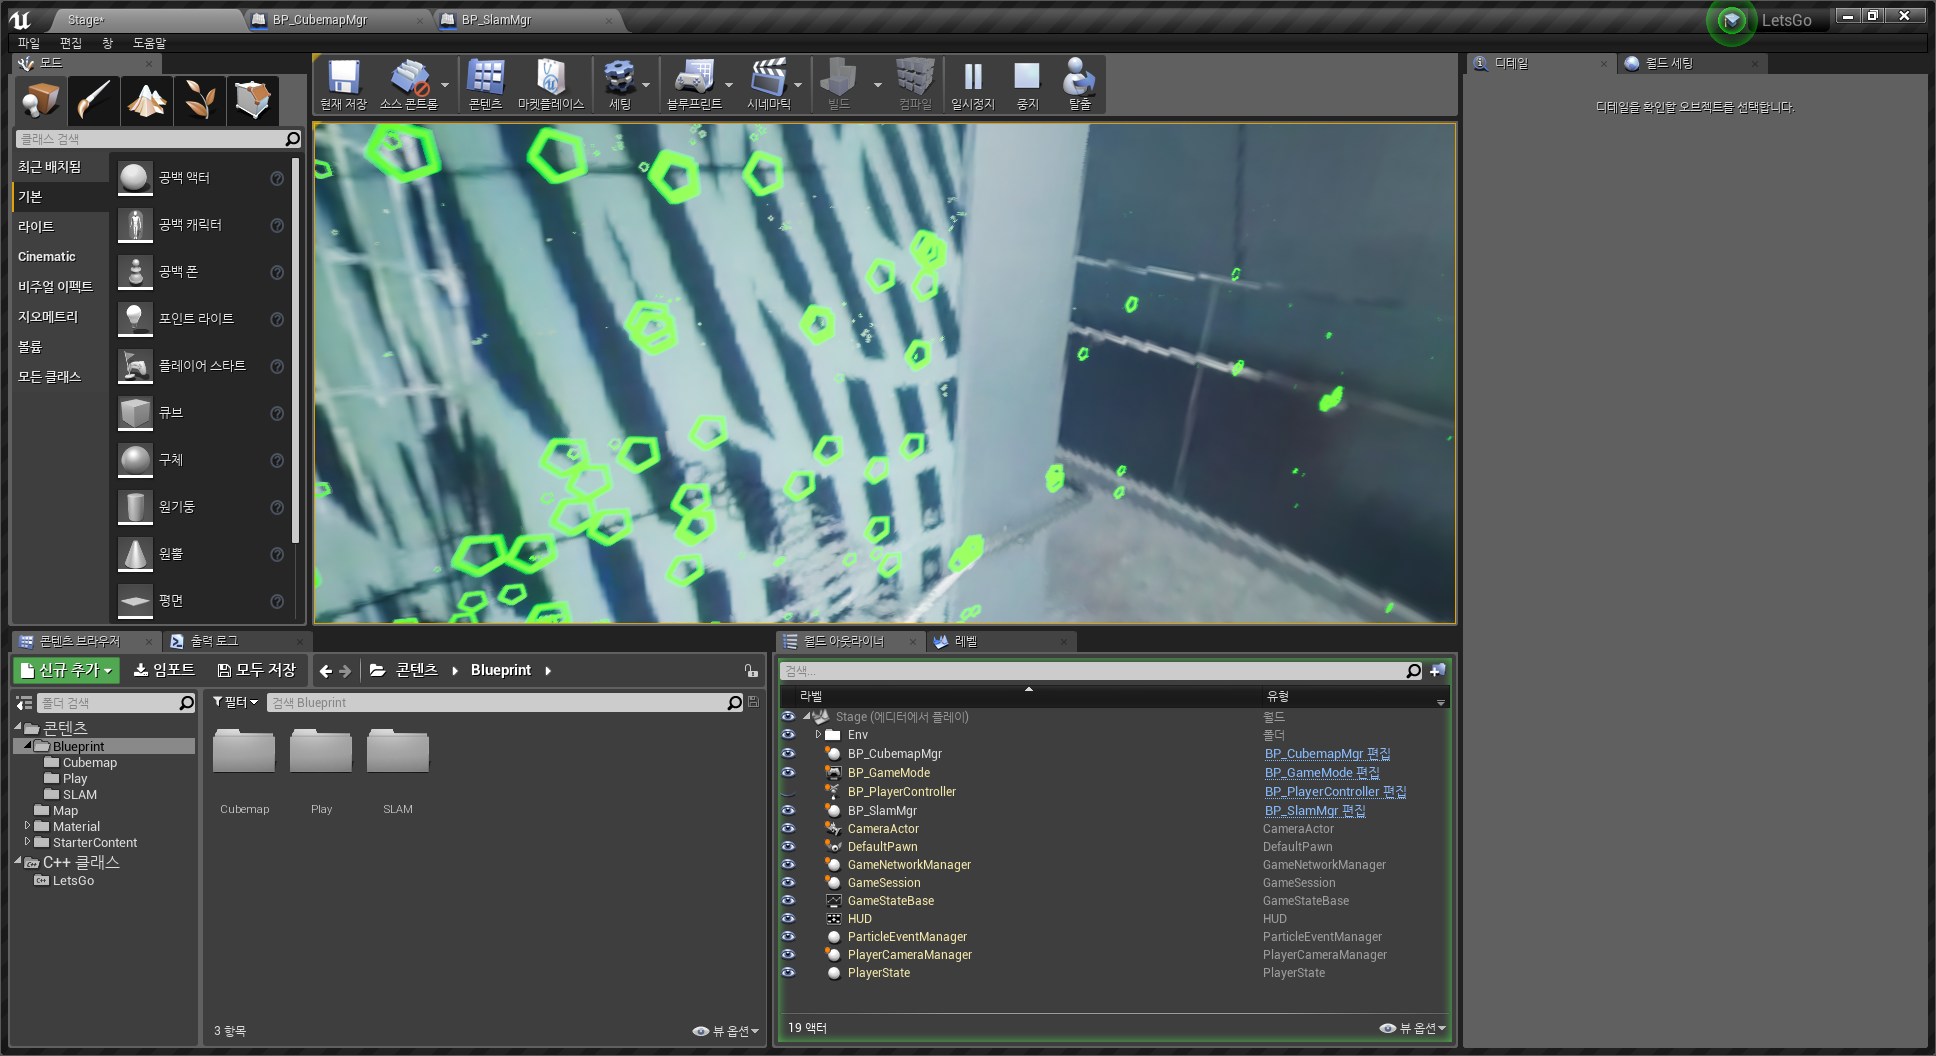 Stage*
BP_CubemapMgr
BP_SlamMgr
LetsGo
파일 편집 창 도움말
모드
현재 저장
소스 콘트롤
콘텐츠
마켓플레이스
세팅
블루프린트
시네마틱
빌드
컴파일
일시정지
중지
탈출
디테일
월드 세팅
디테일을 확인할 오브젝트를 선택합니다.
클래스 검색
최근 배치됨
기본
라이트
Cinematic
비주얼 이펙트
지오메트리
볼륨
모든 클래스
공백 액터
공백 캐릭터
공백 폰
포인트 라이트
플레이어 스타트
큐브
구체
원기둥
원뿔
평면
콘텐츠 브라우저
출력 로그
신규 추가
임포트
모두 저장
콘텐츠
Blueprint
폴더 검색
필터
검색 Blueprint
콘텐츠
Blueprint
Cubemap
Play
SLAM
Map
Material
StarterContent
C++ 클래스
LetsGo
Cubemap
Play
SLAM
3 항목
뷰 옵션
월드 아웃라이너
레벨
검색...
라벨 유형
Stage (에디터에서 플레이) 월드
Env 폴더
BP_CubemapMgr BP_CubemapMgr 편집
BP_GameMode BP_GameMode 편집
BP_PlayerController BP_PlayerController 편집
BP_SlamMgr BP_SlamMgr 편집
CameraActor CameraActor
DefaultPawn DefaultPawn
GameNetworkManager GameNetworkManager
GameSession GameSession
GameStateBase GameStateBase
HUD HUD
ParticleEventManager ParticleEventManager
PlayerCameraManager PlayerCameraManager
PlayerState PlayerState
19 액터
뷰 옵션